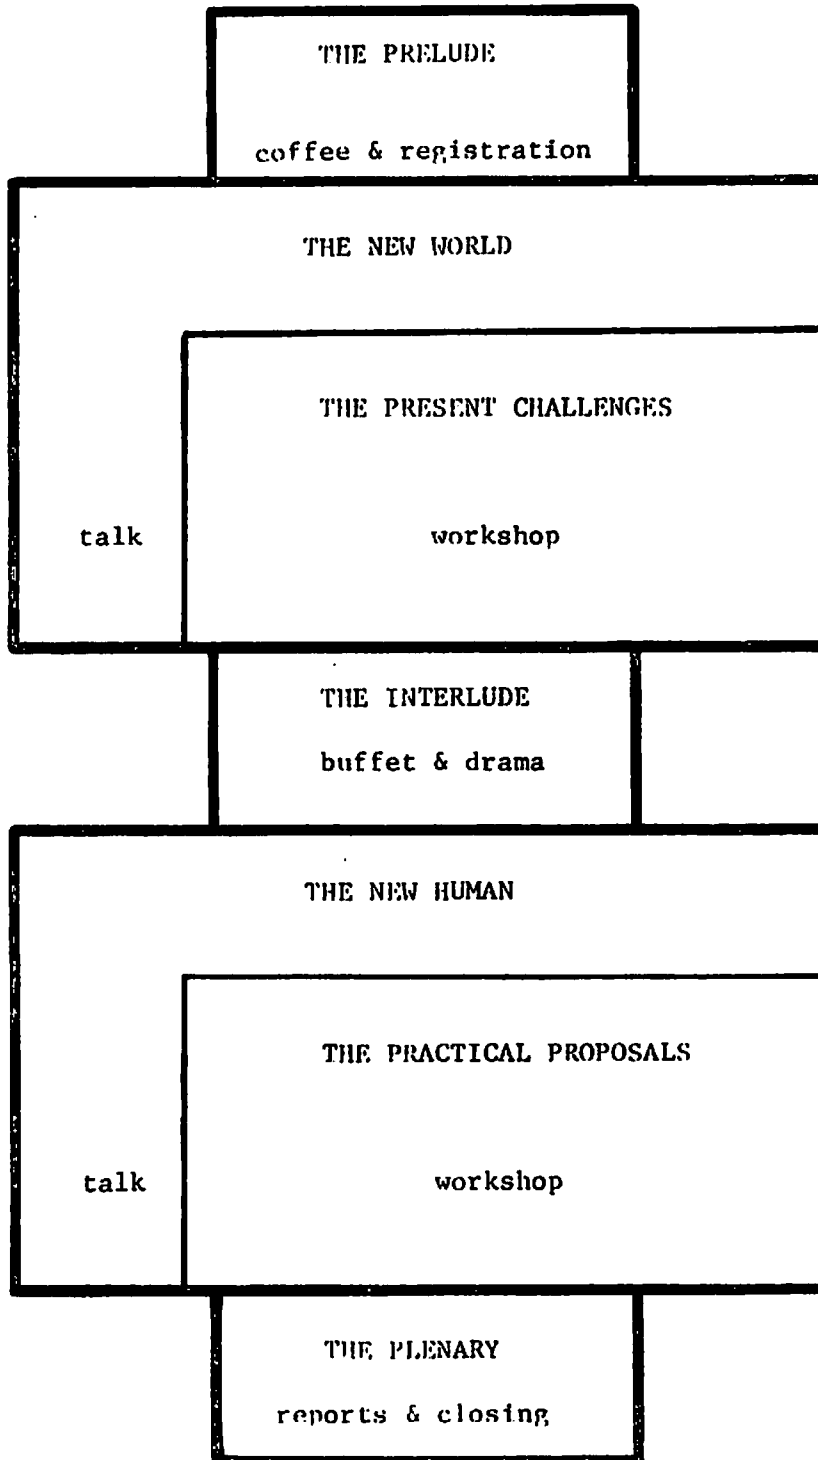 THE PRELUDE
coffee & registration
THE NEW WORLD
THE PRESENT CHALLENGES
talk
workshop
THE INTERLUDE
buffet & drama
THE NEW HUMAN
THE PRACTICAL PROPOSALS
talk
workshop
THE PLENARY
reports & closing